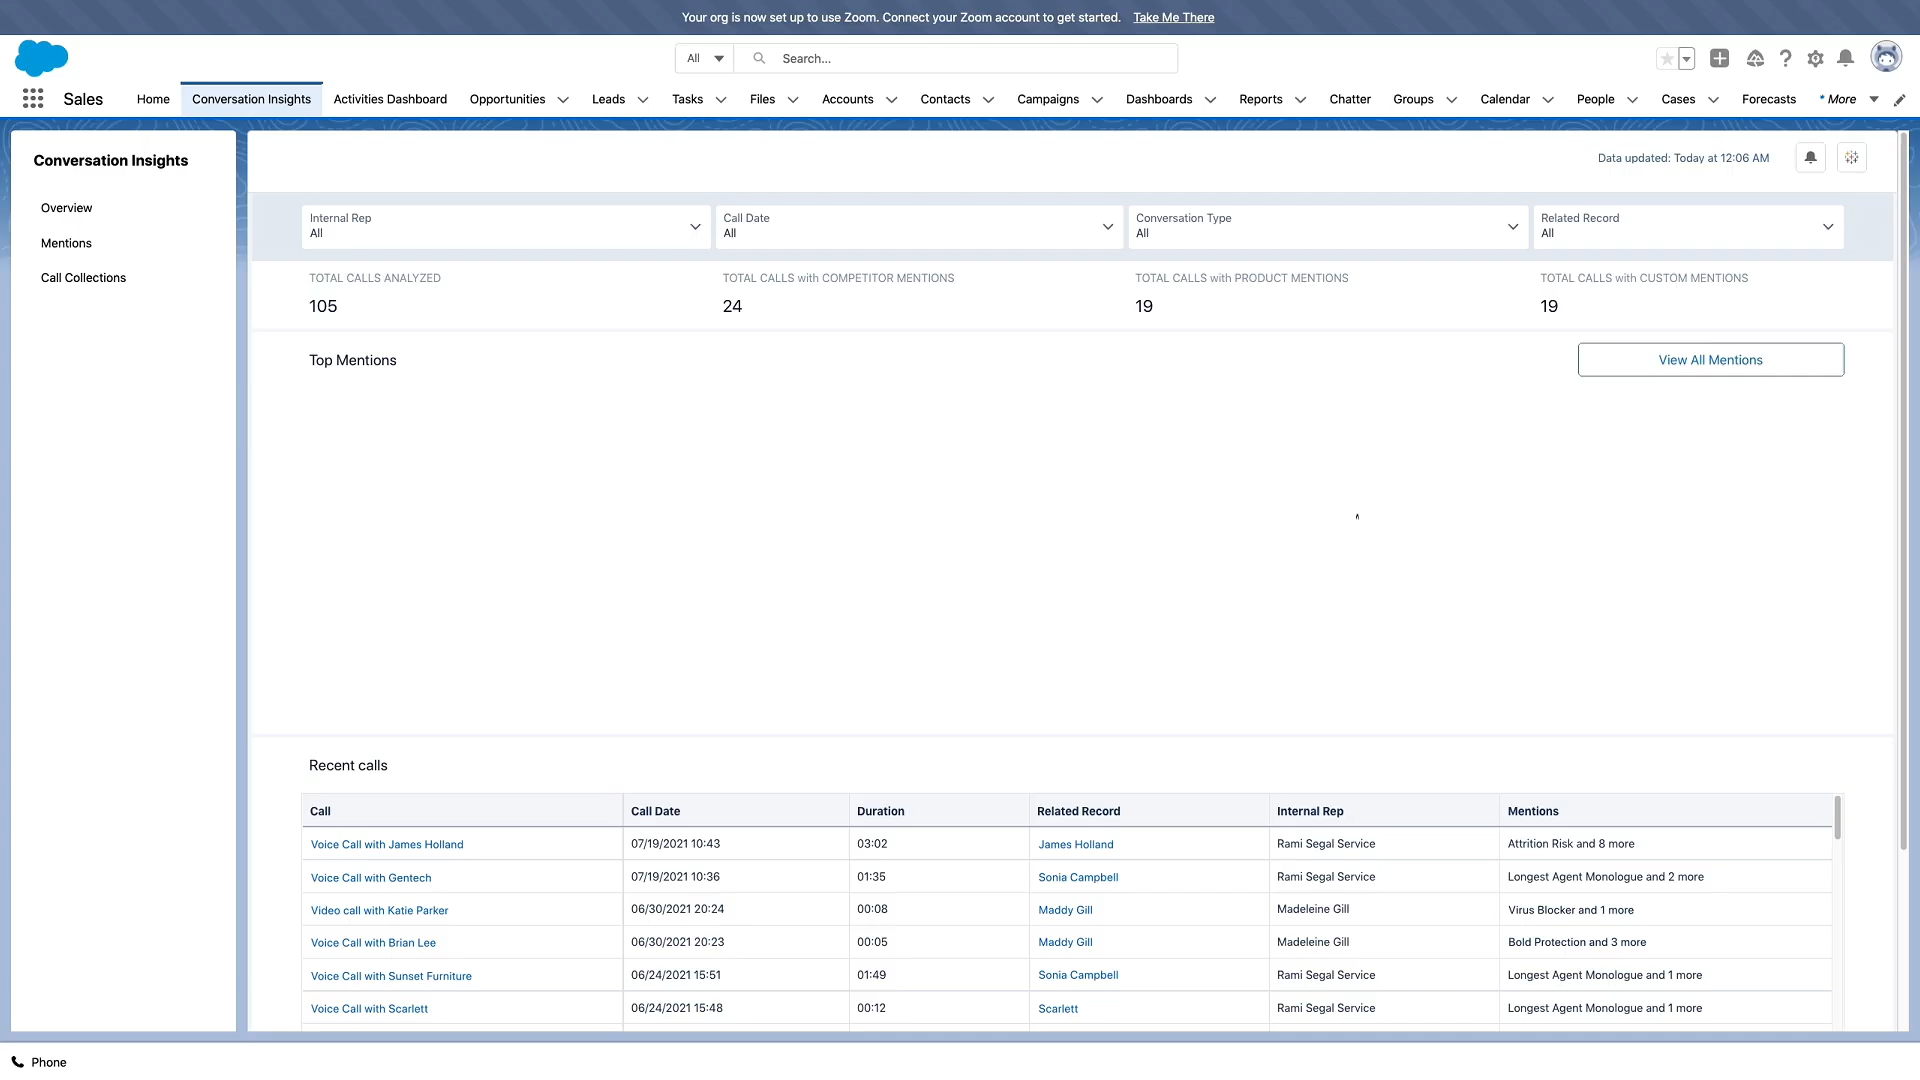 Your org is now set up to use Zoom. Connect your Zoom account to get started. Take Me There
All Search...
Sales Home Conversation Insights Activities Dashboard Opportunities Leads Tasks Files Accounts Contacts Campaigns Dashboards Reports Chatter Groups Calendar People Cases Forecasts * More
Conversation Insights
Overview
Mentions
Call Collections
Data updated: Today at 12:06 AM
Internal Rep Call Date Conversation Type Related Record
All All All All
TOTAL CALLS ANALYZED TOTAL CALLS with COMPETITOR MENTIONS TOTAL CALLS with PRODUCT MENTIONS TOTAL CALLS with CUSTOM MENTIONS
105 24 19 19
Top Mentions View All Mentions
Recent calls
Call Call Date Duration Related Record Internal Rep Mentions
Voice Call with James Holland 07/19/2021 10:43 03:02 James Holland Rami Segal Service Attrition Risk and 8 more
Voice Call with Gentech 07/19/2021 10:36 01:35 Sonia Campbell Rami Segal Service Longest Agent Monologue and 2 more
Video call with Katie Parker 06/30/2021 20:24 00:08 Maddy Gill Madeleine Gill Virus Blocker and 1 more
Voice Call with Brian Lee 06/30/2021 20:23 00:05 Maddy Gill Madeleine Gill Bold Protection and 3 more
Voice Call with Sunset Furniture 06/24/2021 15:51 01:49 Sonia Campbell Rami Segal Service Longest Agent Monologue and 1 more
Voice Call with Scarlett 06/24/2021 15:48 00:12 Scarlett Rami Segal Service Longest Agent Monologue and 1 more
Phone